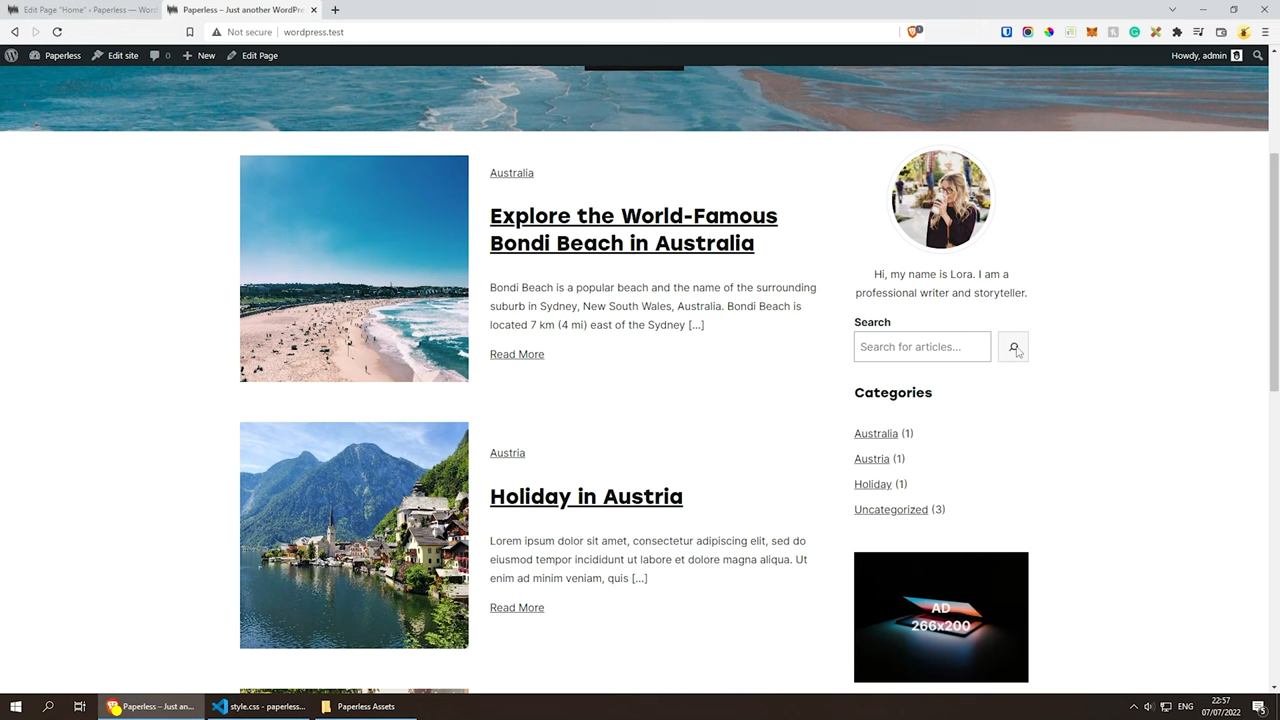 Edit Page "Home" ‹ Paperless — Word
Paperless – Just another WordPre
Not secure
wordpress.test
1
Paperless
Edit site
0
New
Edit Page
Howdy, admin
Australia
Explore the World-Famous
Bondi Beach in Australia
Bondi Beach is a popular beach and the name of the surrounding
suburb in Sydney, New South Wales, Australia. Bondi Beach is
located 7 km (4 mi) east of the Sydney […]
Read More
Austria
Holiday in Austria
Lorem ipsum dolor sit amet, consectetur adipiscing elit, sed do
eiusmod tempor incididunt ut labore et dolore magna aliqua. Ut
enim ad minim veniam, quis […]
Read More
Hi, my name is Lora. I am a
professional writer and storyteller.
Search
Search for articles...
Categories
Australia (1)
Austria (1)
Holiday (1)
Uncategorized (3)
AD
266x200
Paperless – Just an...
style.css - paperless...
Paperless Assets
ENG
22:57
07/07/2022
5